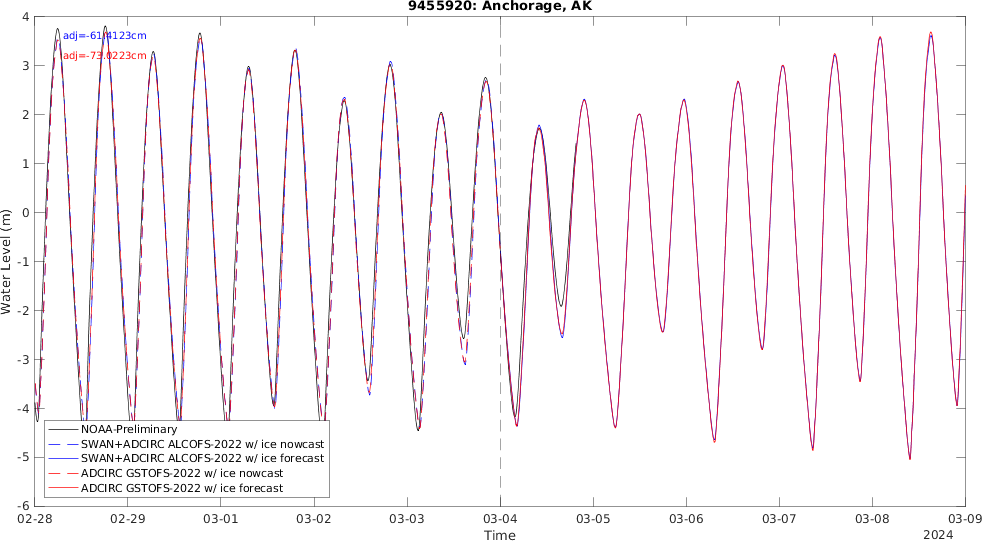 9455920: Anchorage, AK
4
adj=-61.4123cm
adj=-73.0223cm
3
2
1
0
-1
-2
-3
-4
-5
-6
Water Level (m)
NOAA-Preliminary
SWAN+ADCIRC ALCOFS-2022 w/ ice nowcast
SWAN+ADCIRC ALCOFS-2022 w/ ice forecast
ADCIRC GSTOFS-2022 w/ ice nowcast
ADCIRC GSTOFS-2022 w/ ice forecast
02-28 02-29 03-01 03-02 03-03 03-04 03-05 03-06 03-07 03-08 03-09
Time
2024